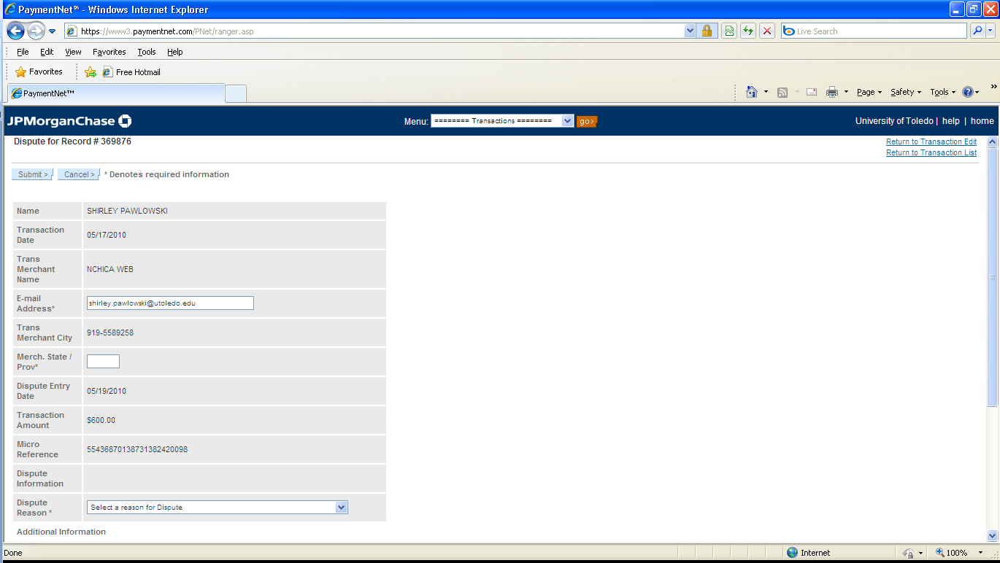 PaymentNet™ - Windows Internet Explorer
https://www3.paymentnet.com/PNet/ranger.asp
Live Search
File Edit View Favorites Tools Help
Favorites Free Hotmail
PaymentNet™
Page Safety Tools
JPMorganChase Menu: ======== Transactions ======== go> University of Toledo | help | home
Dispute for Record # 369876
Return to Transaction Edit
Return to Transaction List
Submit > Cancel > * Denotes required information
Name SHIRLEY PAWLOWSKI
Transaction
Date 05/17/2010
Trans
Merchant
Name NCHICA WEB
E-mail
Address* shirley.pawlowski@utoledo.edu
Trans
Merchant City 919-5589258
Merch. State /
Prov*
Dispute Entry
Date 05/19/2010
Transaction
Amount $600.00
Micro
Reference 55436870138731382420098
Dispute
Information
Dispute
Reason * Select a reason for Dispute
Additional Information
Done Internet 100%